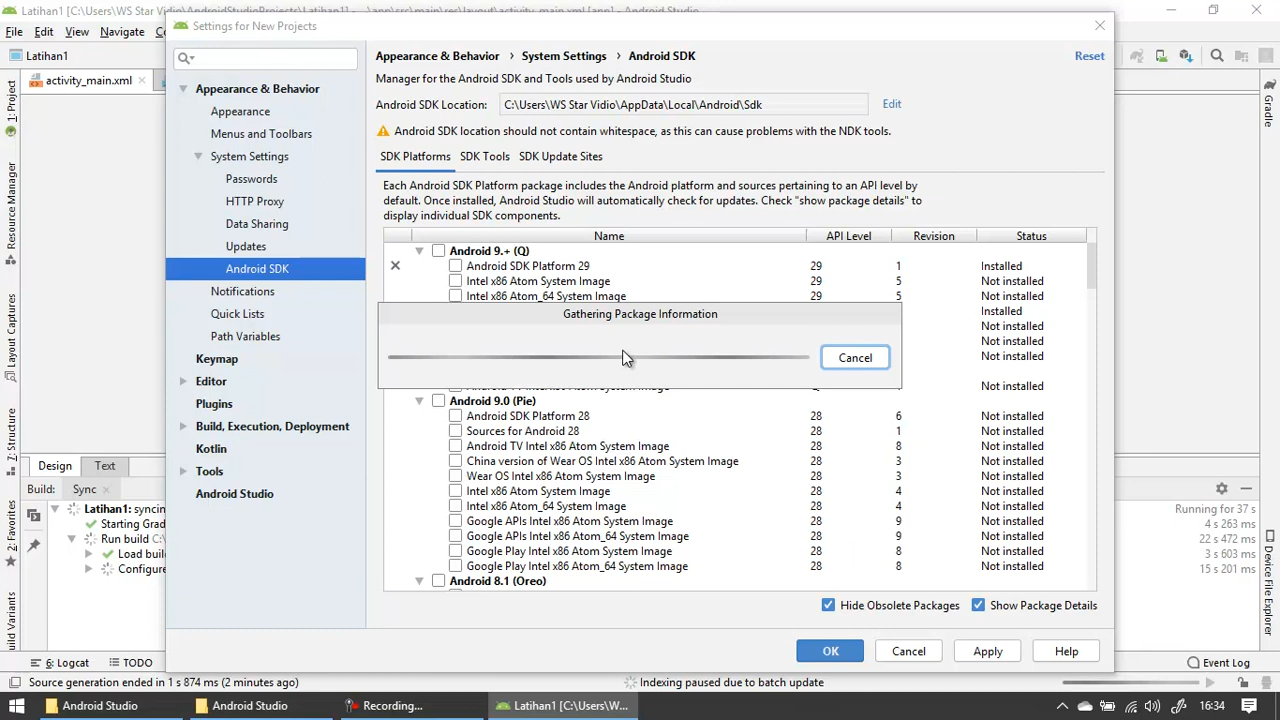 Latihan1 [C:\Users\WS Star Vidio\AndroidStudioProjects\Latihan1] - ...\app\src\main\res\layout\activity_main.xml [app] - Android Studio
Settings for New Projects
File Edit View Navigate
Latihan1
activity_main.xml
1: Project
Resource Manager
Layout Captures
7: Structure
2: Favorites
Build Variants
Gradle
Device File Explorer
Appearance & Behavior
Appearance
Menus and Toolbars
System Settings
Passwords
HTTP Proxy
Data Sharing
Updates
Android SDK
Notifications
Quick Lists
Path Variables
Keymap
Editor
Plugins
Build, Execution, Deployment
Kotlin
Tools
Android Studio
Appearance & Behavior › System Settings › Android SDK
Reset
Manager for the Android SDK and Tools used by Android Studio
Android SDK Location: C:\Users\WS Star Vidio\AppData\Local\Android\Sdk Edit
Android SDK location should not contain whitespace, as this can cause problems with the NDK tools.
SDK Platforms SDK Tools SDK Update Sites
Each Android SDK Platform package includes the Android platform and sources pertaining to an API level by
default. Once installed, Android Studio will automatically check for updates. Check "show package details" to
display individual SDK components.
Name API Level Revision Status
Android 9.+ (Q)
Android SDK Platform 29 29 1 Installed
Intel x86 Atom System Image 29 5 Not installed
Intel x86 Atom_64 System Image 29 5 Not installed
Installed
Not installed
Not installed
Not installed
Not installed
Gathering Package Information
Cancel
Android 9.0 (Pie)
Android SDK Platform 28 28 6 Not installed
Sources for Android 28 28 1 Not installed
Android TV Intel x86 Atom System Image 28 8 Not installed
China version of Wear OS Intel x86 Atom System Image 28 3 Not installed
Wear OS Intel x86 Atom System Image 28 3 Not installed
Intel x86 Atom System Image 28 4 Not installed
Intel x86 Atom_64 System Image 28 4 Not installed
Google APIs Intel x86 Atom System Image 28 9 Not installed
Google APIs Intel x86 Atom_64 System Image 28 9 Not installed
Google Play Intel x86 Atom System Image 28 8 Not installed
Google Play Intel x86 Atom_64 System Image 28 8 Not installed
Android 8.1 (Oreo)
Hide Obsolete Packages Show Package Details
OK Cancel Apply Help
Design Text
Build: Sync
Latihan1: syncin
Starting Grad
Run build C:
Load buil
Configure
Running for 37 s
4 s 263 ms
22 s 472 ms
3 s 603 ms
15 s 201 ms
6: Logcat TODO
Event Log
Source generation ended in 1 s 874 ms (2 minutes ago)
Indexing paused due to batch update
Android Studio
Android Studio
Recording...
Latihan1 [C:\Users\W...
16:34